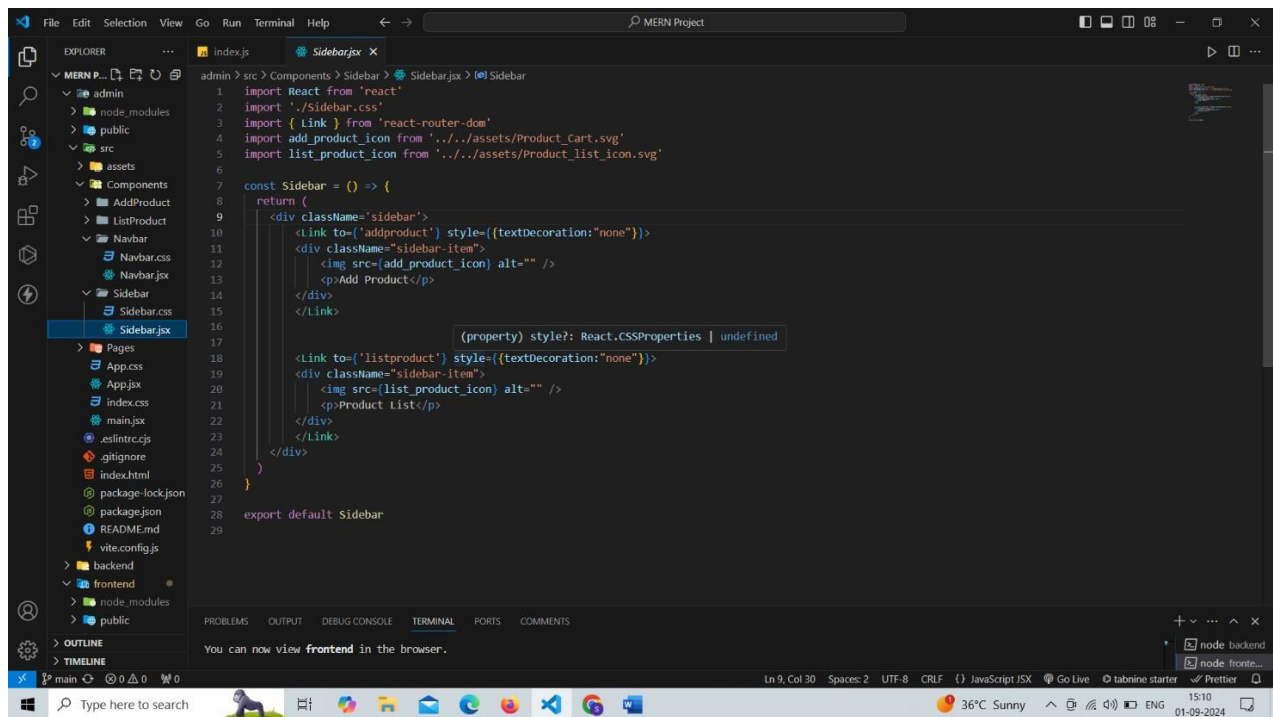 File Edit Selection View Go Run Terminal Help
MERN Project
EXPLORER
MERN P...
admin
node_modules
public
src
assets
Components
AddProduct
ListProduct
Navbar
Navbar.css
Navbar.jsx
Sidebar
Sidebar.css
Sidebar.jsx
Pages
App.css
App.jsx
index.css
main.jsx
.eslintrc.cjs
.gitignore
index.html
package-lock.json
package.json
README.md
vite.config.js
backend
frontend
node_modules
public
OUTLINE
TIMELINE
index.js Sidebar.jsx
admin > src > Components > Sidebar > Sidebar.jsx > Sidebar
1 import React from 'react'
2 import './Sidebar.css'
3 import { Link } from 'react-router-dom'
4 import add_product_icon from '../../assets/Product_Cart.svg'
5 import list_product_icon from '../../assets/Product_list_icon.svg'
6
7 const Sidebar = () => {
8 return (
9 <div className='sidebar'>
10 <Link to={'addproduct'} style={{textDecoration:"none"}}>
11 <div className="sidebar-item">
12 <img src={add_product_icon} alt="" />
13 <p>Add Product</p>
14 </div>
15 </Link>
16
(property) style?: React.CSSProperties | undefined
17
18 <Link to={'listproduct'} style={{textDecoration:"none"}}>
19 <div className="sidebar-item">
20 <img src={list_product_icon} alt="" />
21 <p>Product List</p>
22 </div>
23 </Link>
24 </div>
25 )
26 }
27
28 export default Sidebar
29
PROBLEMS OUTPUT DEBUG CONSOLE TERMINAL PORTS COMMENTS
You can now view frontend in the browser.
node backend
node fronte...
main 0 0 0 Ln 9, Col 30 Spaces: 2 UTF-8 CRLF {} JavaScript JSX Go Live tabnine starter Prettier
Type here to search 36°C Sunny ENG 15:10
01-09-2024